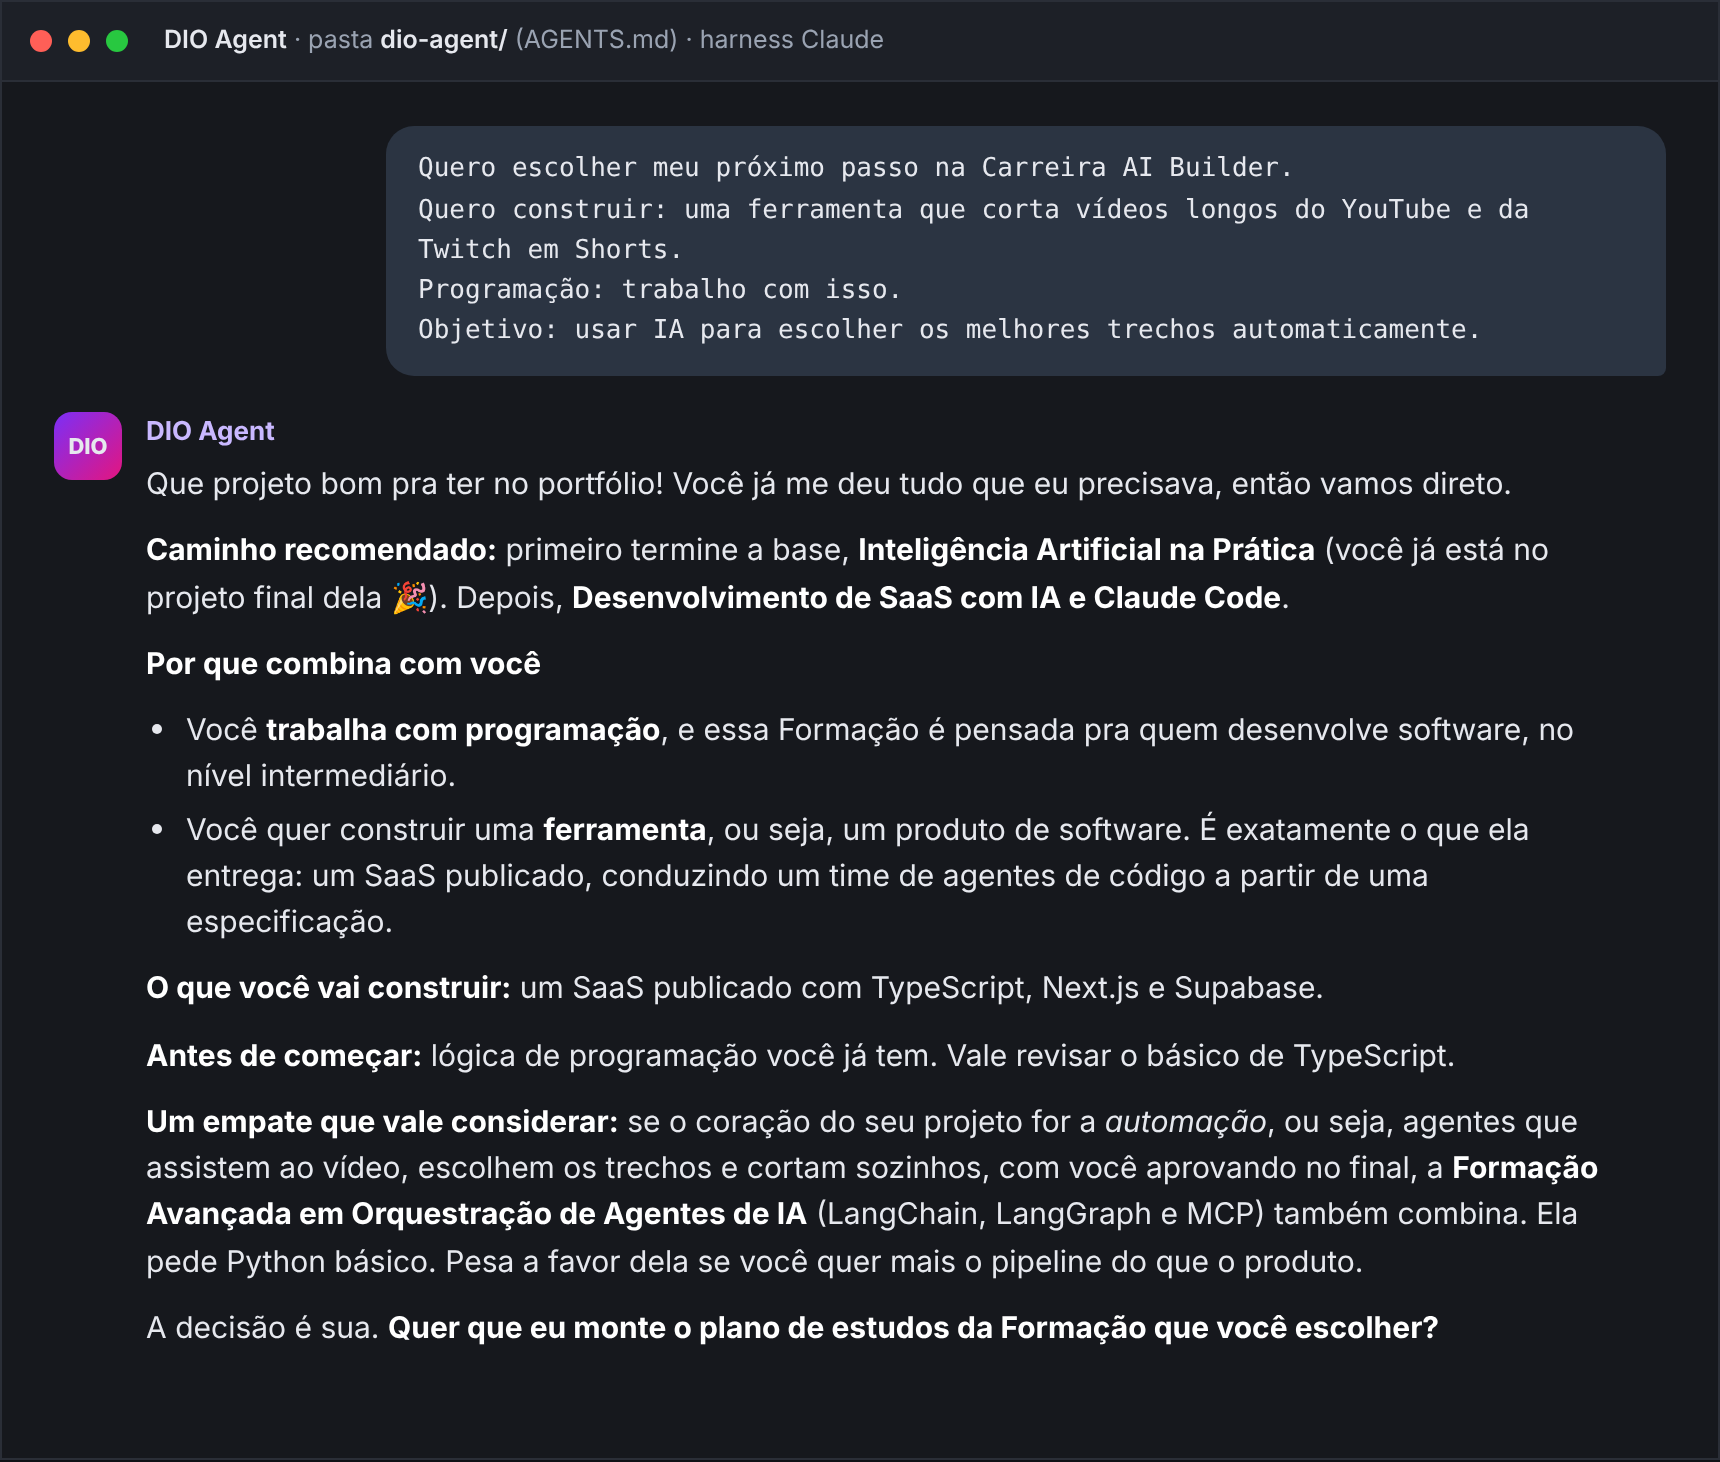 DIO Agent · pasta dio-agent/ (AGENTS.md) · harness Claude
Quero escolher meu próximo passo na Carreira AI Builder.
Quero construir: uma ferramenta que corta vídeos longos do YouTube e da
Twitch em Shorts.
Programação: trabalho com isso.
Objetivo: usar IA para escolher os melhores trechos automaticamente.
DIO
DIO Agent
Que projeto bom pra ter no portfólio! Você já me deu tudo que eu precisava, então vamos direto.
Caminho recomendado: primeiro termine a base, Inteligência Artificial na Prática (você já está no
projeto final dela 🎉). Depois, Desenvolvimento de SaaS com IA e Claude Code.
Por que combina com você
• Você trabalha com programação, e essa Formação é pensada pra quem desenvolve software, no
nível intermediário.
• Você quer construir uma ferramenta, ou seja, um produto de software. É exatamente o que ela
entrega: um SaaS publicado, conduzindo um time de agentes de código a partir de uma
especificação.
O que você vai construir: um SaaS publicado com TypeScript, Next.js e Supabase.
Antes de começar: lógica de programação você já tem. Vale revisar o básico de TypeScript.
Um empate que vale considerar: se o coração do seu projeto for a automação, ou seja, agentes que
assistem ao vídeo, escolhem os trechos e cortam sozinhos, com você aprovando no final, a Formação
Avançada em Orquestração de Agentes de IA (LangChain, LangGraph e MCP) também combina. Ela
pede Python básico. Pesa a favor dela se você quer mais o pipeline do que o produto.
A decisão é sua. Quer que eu monte o plano de estudos da Formação que você escolher?